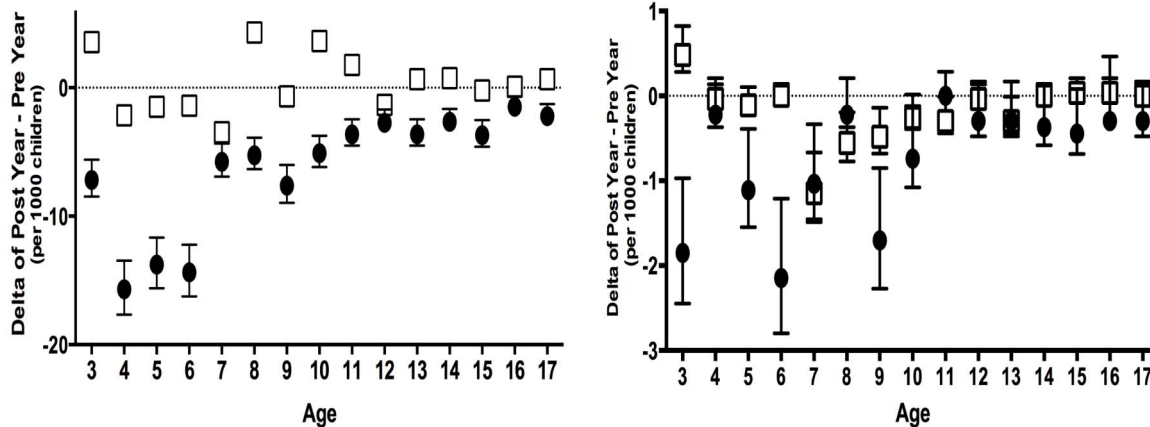 Delta of Post Year - Pre Year
(per 1000 children)
0
-10
-20
3 4 5 6 7 8 9 10 11 12 13 14 15 16 17
Age
Delta of Post Year - Pre Year
(per 1000 children)
1
0
-1
-2
-3
3 4 5 6 7 8 9 10 11 12 13 14 15 16 17
Age